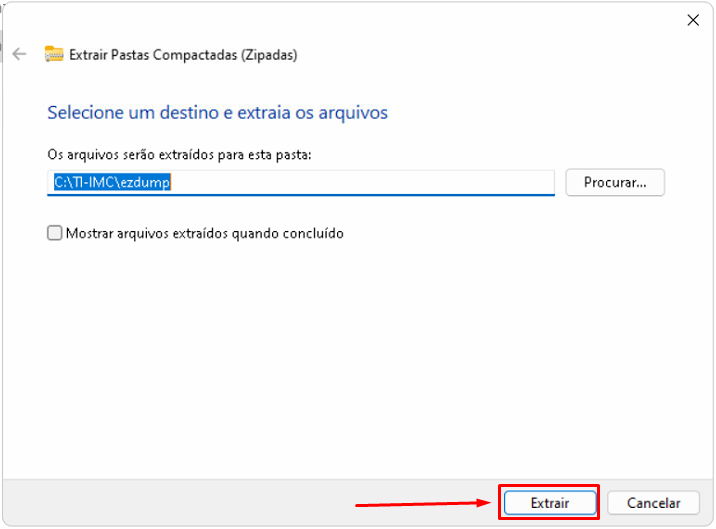 Extrair Pastas Compactadas (Zipadas)
Selecione um destino e extraia os arquivos
Os arquivos serão extraídos para esta pasta:
C:\TI-IMC\ezdump
Procurar...
Mostrar arquivos extraídos quando concluído
Extrair
Cancelar